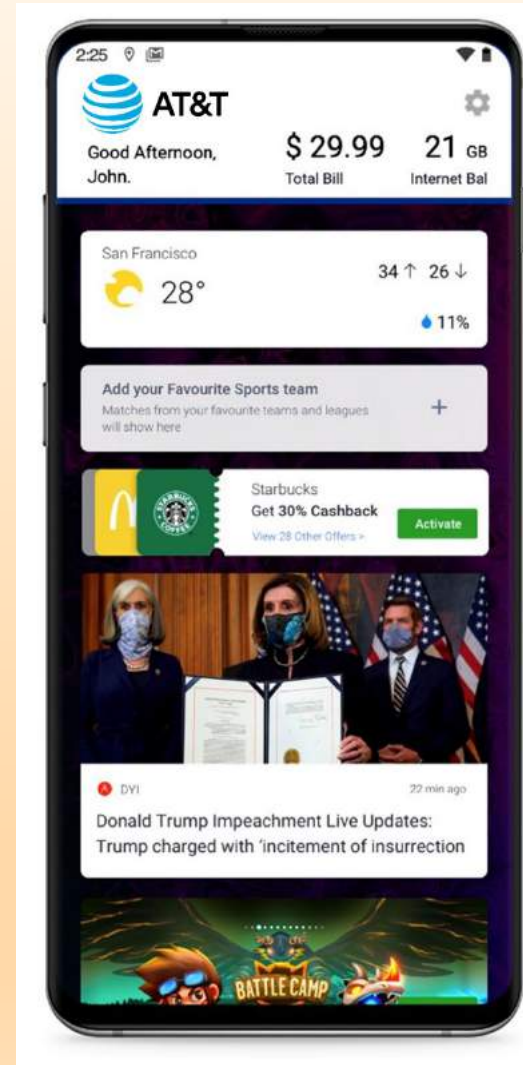 2:25
AT&T
Good Afternoon,
John.
$ 29.99
Total Bill
21 GB
Internet Bal
San Francisco
28°
34 ↑ 26 ↓
11%
Add your Favourite Sports team
Matches from your favourite teams and leagues
will show here
+
STARBUCKS
COFFEE
Starbucks
Get 30% Cashback
View 28 Other Offers >
Activate
DYI
22 min ago
Donald Trump Impeachment Live Updates:
Trump charged with 'incitement of insurrection
BATTLE CAMP